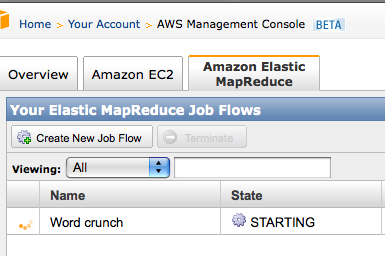 Home > Your Account > AWS Management Console BETA
Overview Amazon EC2 Amazon Elastic
MapReduce
Your Elastic MapReduce Job Flows
Create New Job Flow Terminate
Viewing: All
Name State
Word crunch STARTING